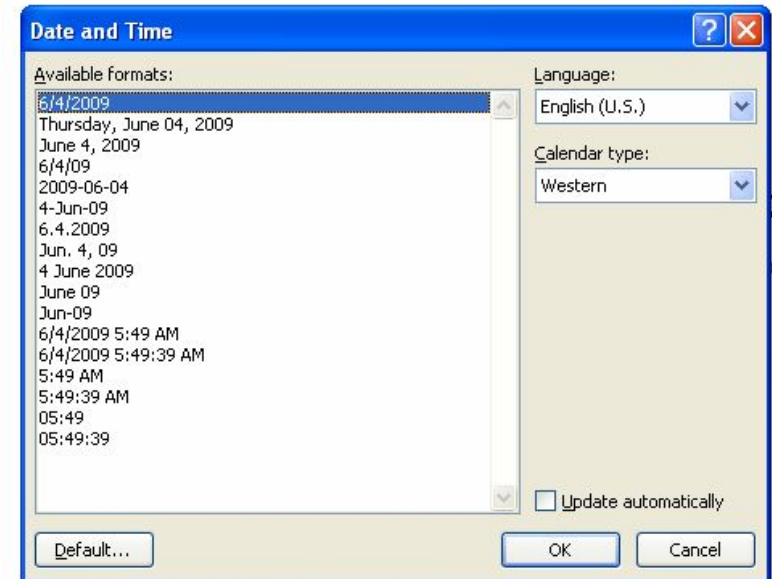 Date and Time
Available formats:
6/4/2009
Thursday, June 04, 2009
June 4, 2009
6/4/09
2009-06-04
4-Jun-09
6.4.2009
Jun. 4, 09
4 June 2009
June 09
Jun-09
6/4/2009 5:49 AM
6/4/2009 5:49:39 AM
5:49 AM
5:49:39 AM
05:49
05:49:39
Language:
English (U.S.)
Calendar type:
Western
Update automatically
Default...
OK
Cancel